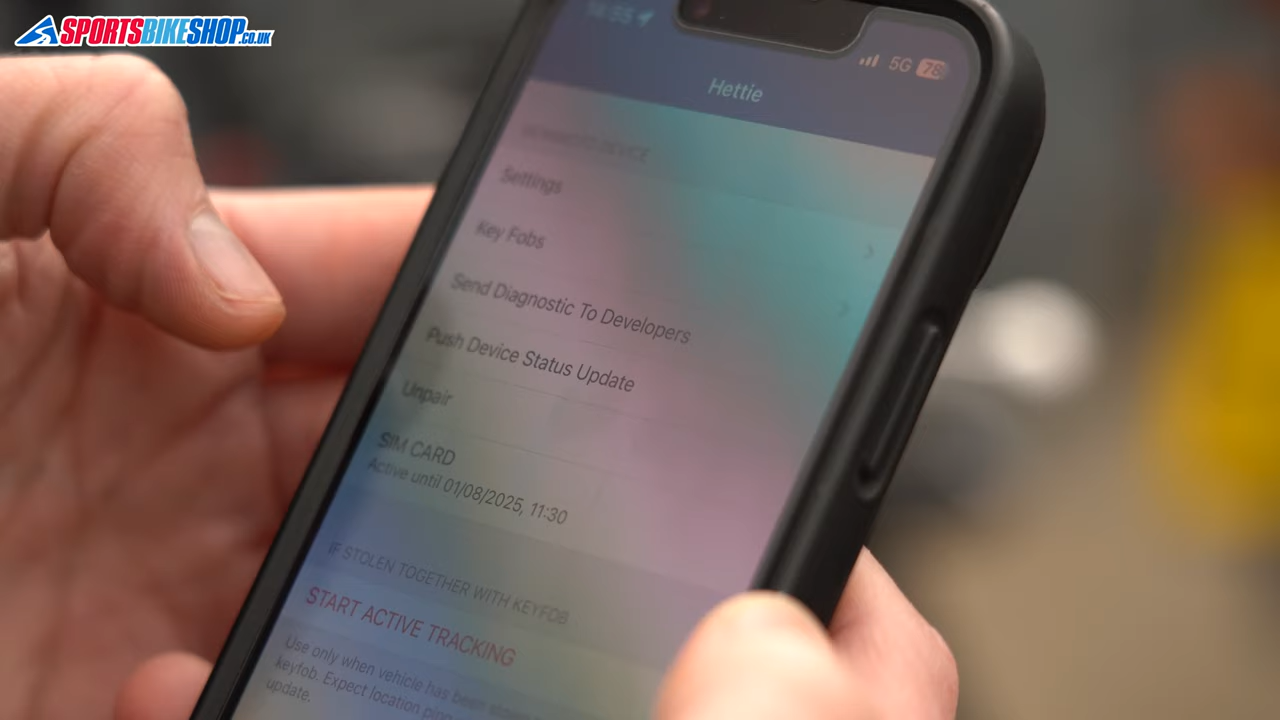 SPORTSBIKESHOP.CO.UK
5G 78
Hettie
Settings
Key Fobs
Send Diagnostic To Developers
Push Device Status Update
Unpair
SIM CARD
Active until 01/08/2025, 11:30
IF STOLEN TOGETHER WITH KEYFOB
START ACTIVE TRACKING
Use only when vehicle has been
keyfob. Expect location
update.